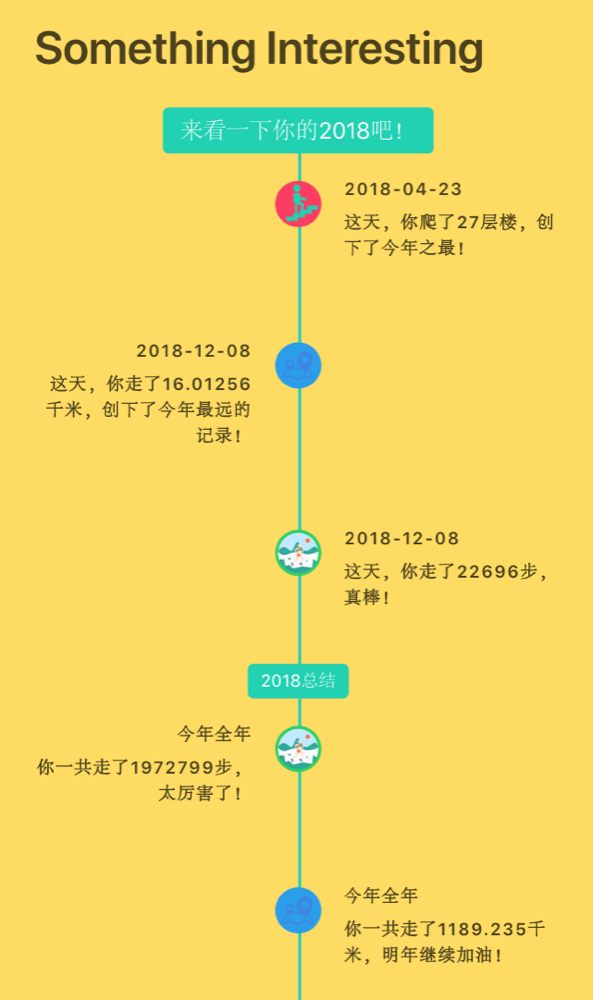 Something Interesting
来看一下你的2018吧！
2018-04-23
这天，你爬了27层楼，创
下了今年之最！
2018-12-08
这天，你走了16.01256
千米，创下了今年最远的
记录！
2018-12-08
这天，你走了22696步，
真棒！
2018总结
今年全年
你一共走了1972799步，
太厉害了！
今年全年
你一共走了1189.235千
米，明年继续加油！